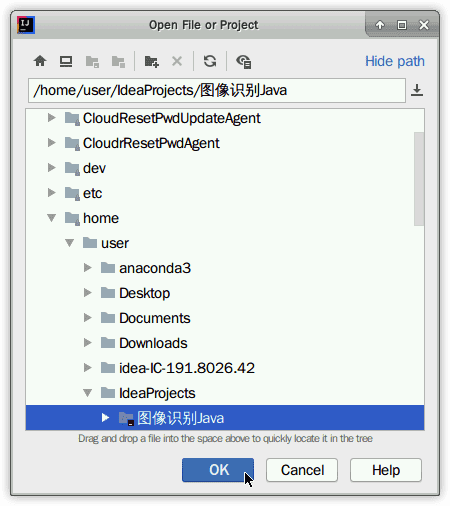 IJ
Open File or Project
Hide path
/home/user/IdeaProjects/图像识别Java
CloudResetPwdUpdateAgent
CloudrResetPwdAgent
dev
etc
home
user
anaconda3
Desktop
Documents
Downloads
idea-IC-191.8026.42
IdeaProjects
图像识别Java
Drag and drop a file into the space above to quickly locate it in the tree
OK Cancel Help